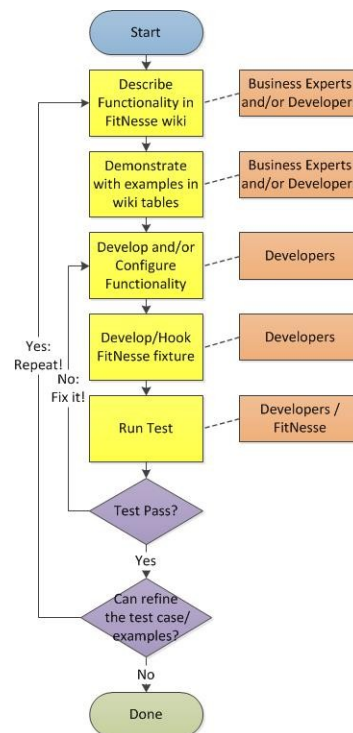 Start
Describe
Functionality in
FitNesse wiki
Business Experts
and/or Developer
Demonstrate
with examples in
wiki tables
Business Experts
and/or Developer
Develop and/or
Configure
Functionality
Developers
Develop/Hook
FitNesse fixture
Developers
Yes:
Repeat!
No:
Fix it!
Run Test
Developers /
FitNesse
Test Pass?
Yes
Can refine
the test case/
examples?
No
Done